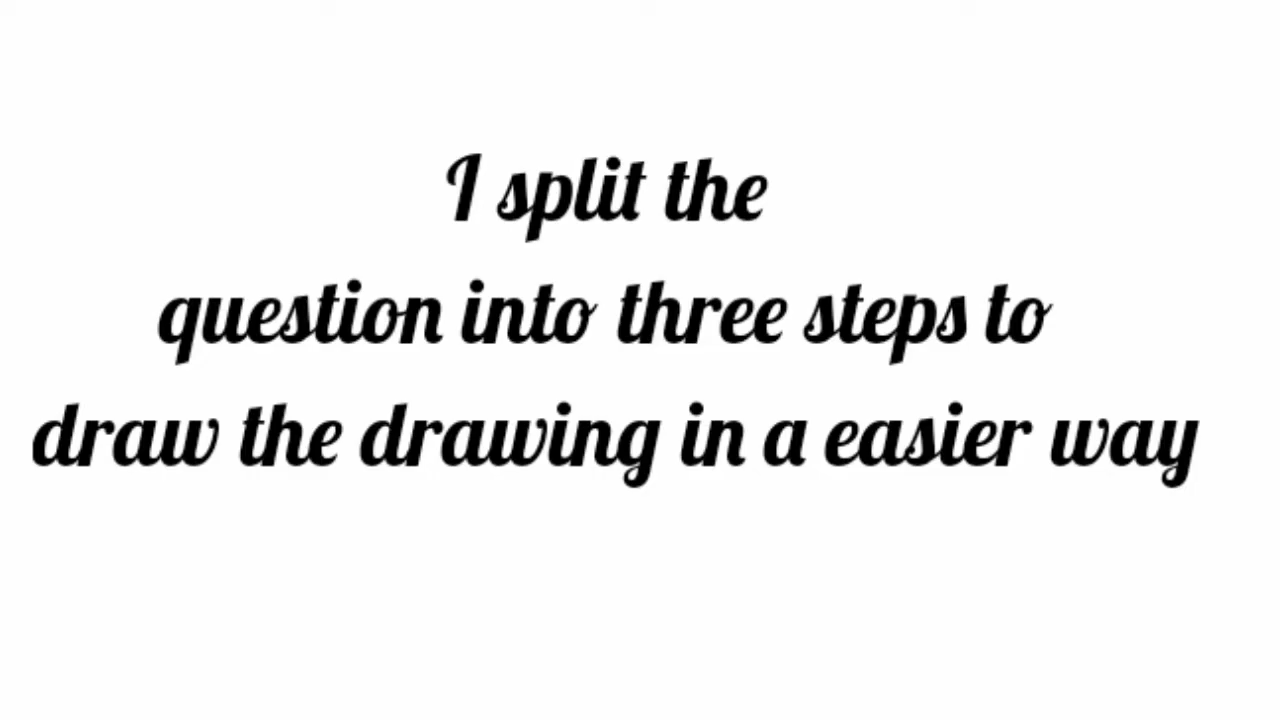 I split the
question into three steps to
draw the drawing in a easier way